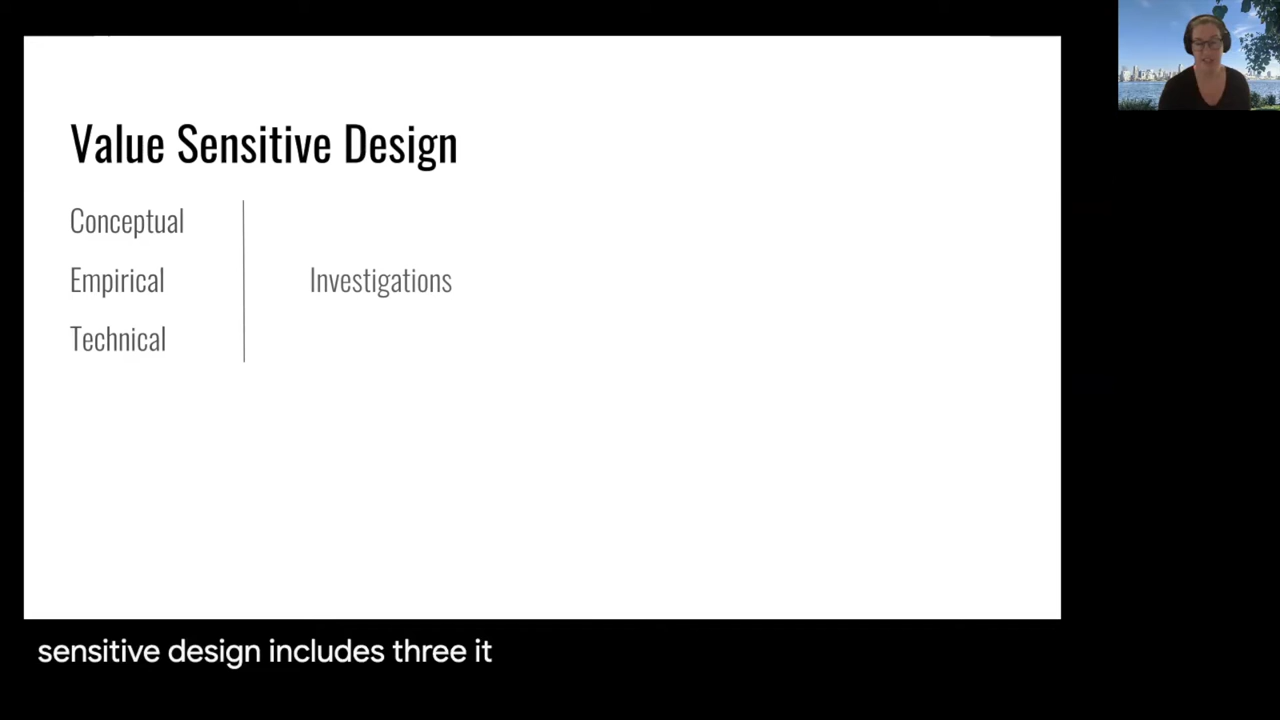 Value Sensitive Design
Conceptual
Empirical
Technical
Investigations
sensitive design includes three it